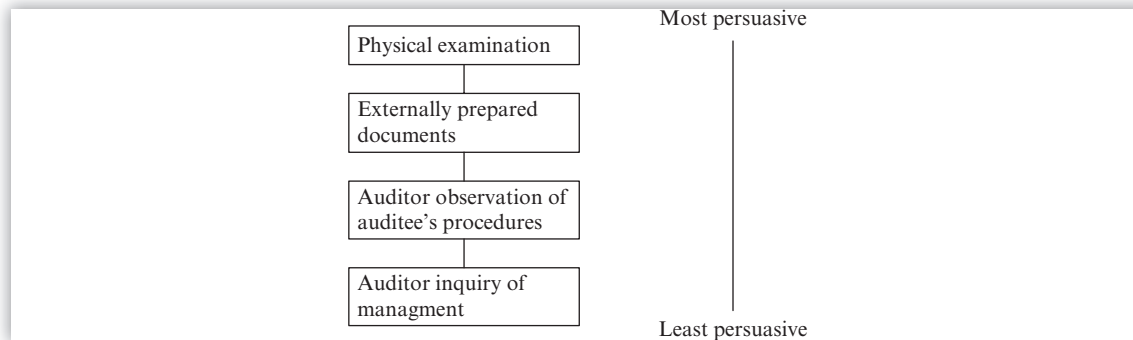 Most persuasive
Physical examination
Externally prepared
documents
Auditor observation of
auditee's procedures
Auditor inquiry of
managment
Least persuasive